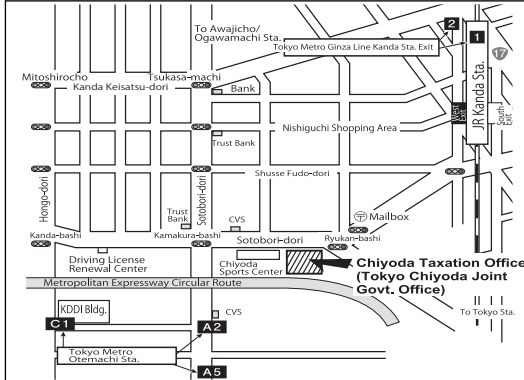 To Awajicho/
Ogawamachi Sta.
2
1
Tokyo Metro Ginza Line Kanda Sta. Exit
17
Mitoshirocho
Tsukasa-machi
Kanda Keisatsu-dori
Bank
JR Kanda Sta.
West Exit
South Exit
Nishiguchi Shopping Area
Trust Bank
Shusse Fudo-dori
Hongo-dori
Sotobori-dori
Trust
Bank
CVS
Mailbox
Kanda-bashi
Kamakura-bashi
Sotobori-dori
Ryukan-bashi
Driving License
Renewal Center
Chiyoda
Sports Center
Chiyoda Taxation Office
(Tokyo Chiyoda Joint
Govt. Office)
Metropolitan Expressway Circular Route
To Tokyo Sta.
KDDI Bldg.
CVS
C1
A2
Tokyo Metro
Otemachi Sta.
A5